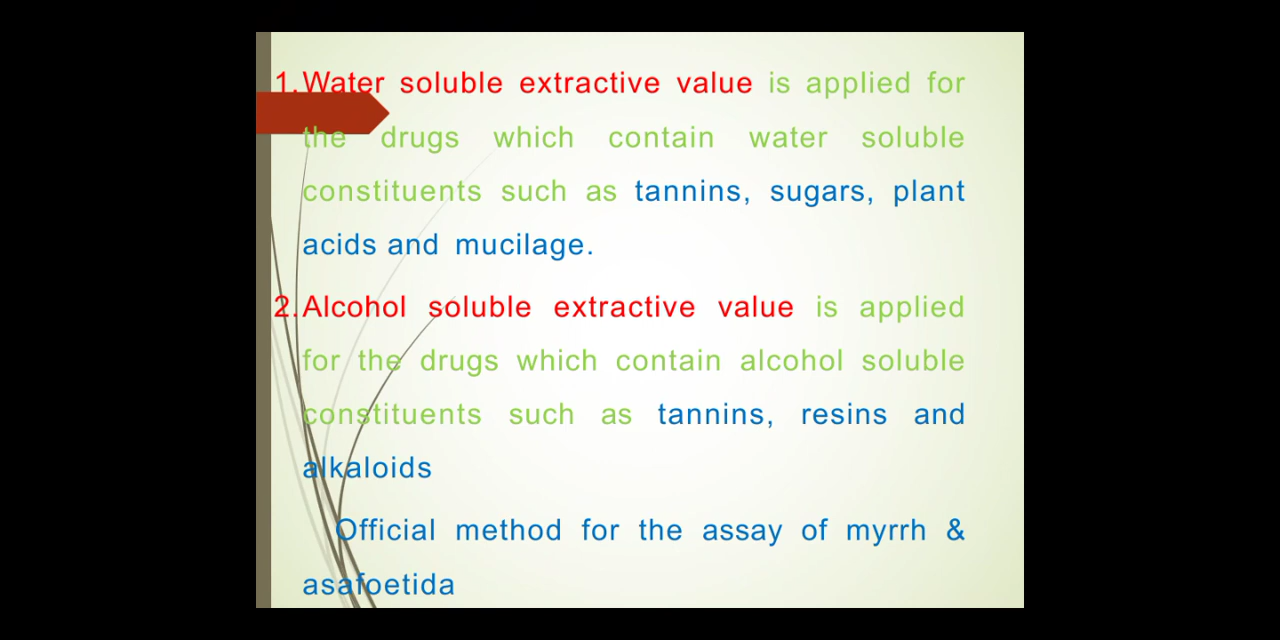 1. Water soluble extractive value is applied for
the drugs which contain water soluble
constituents such as tannins, sugars, plant
acids and mucilage.
2. Alcohol soluble extractive value is applied
for the drugs which contain alcohol soluble
constituents such as tannins, resins and
alkaloids
Official method for the assay of myrrh &
asafoetida